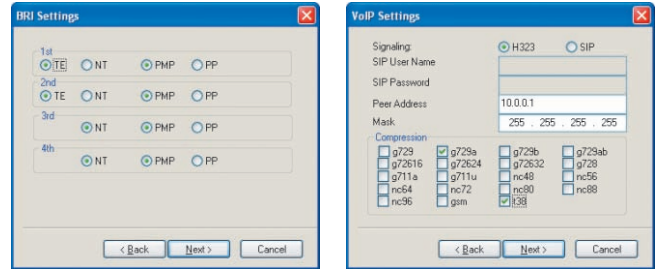 BRI Settings
1st
TE NT PMP PP
2nd
TE NT PMP PP
3rd
NT PMP PP
4th
NT PMP PP
< Back Next > Cancel
VoIP Settings
Signaling: H323 SIP
SIP User Name
SIP Password
Peer Address 10.0.0.1
Mask 255 . 255 . 255 . 255
Compression
g729 g729a g729b g729ab
g72616 g72624 g72632 g728
g711a g711u nc48 nc56
nc64 nc72 nc80 nc88
nc96 gsm t38
< Back Next > Cancel